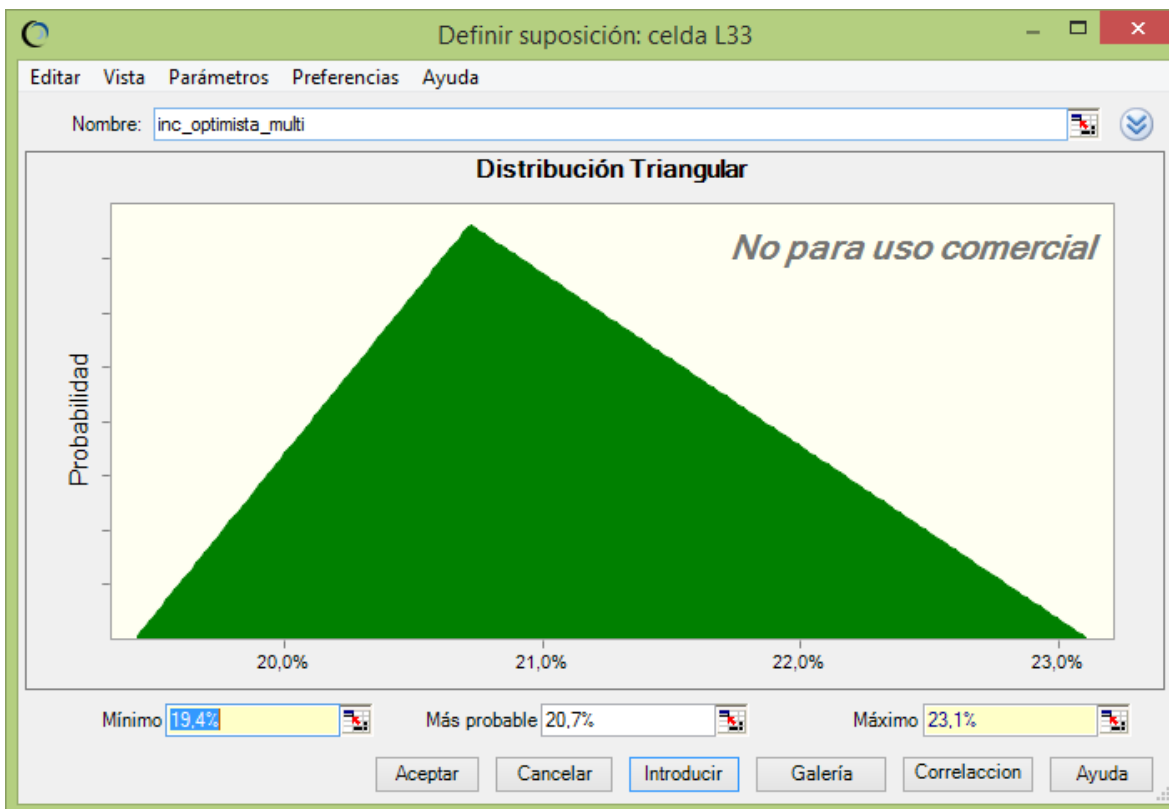 Definir suposición: celda L33
Editar Vista Parámetros Preferencias Ayuda
Nombre: inc_optimista_multi
Distribución Triangular
No para uso comercial
Probabilidad
20,0% 21,0% 22,0% 23,0%
Mínimo 19,4% Más probable 20,7% Máximo 23,1%
Aceptar Cancelar Introducir Galería Correlaccion Ayuda